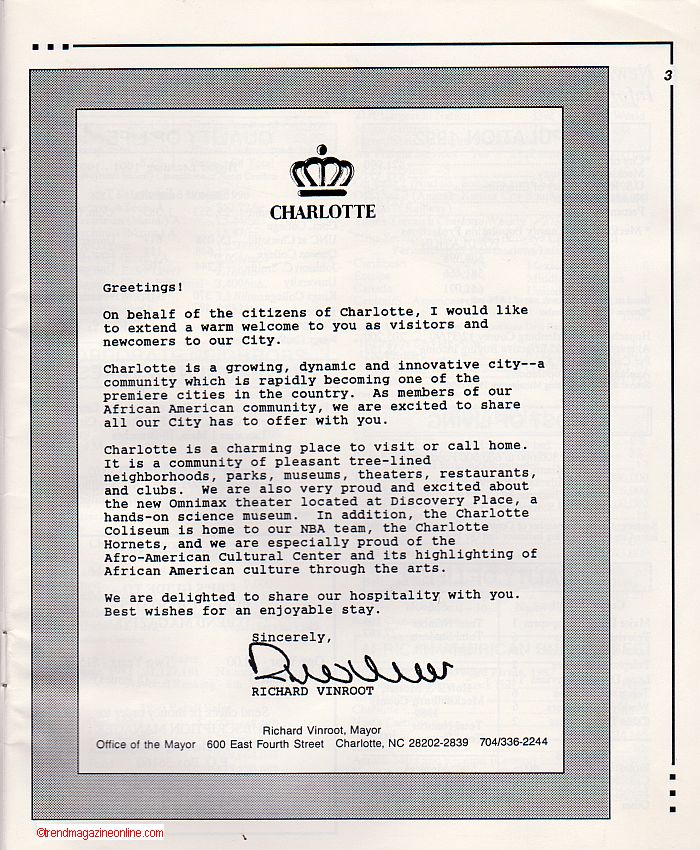 3
CHARLOTTE
Greetings!
On behalf of the citizens of Charlotte, I would like
to extend a warm welcome to you as visitors and
newcomers to our City.
Charlotte is a growing, dynamic and innovative city--a
community which is rapidly becoming one of the
premiere cities in the country.  As members of our
African American community, we are excited to share
all our City has to offer with you.
Charlotte is a charming place to visit or call home.
It is a community of pleasant tree-lined
neighborhoods, parks, museums, theaters, restaurants,
and clubs.  We are also very proud and excited about
the new Omnimax theater located at Discovery Place, a
hands-on science museum.  In addition, the Charlotte
Coliseum is home to our NBA team, the Charlotte
Hornets, and we are especially proud of the
Afro-American Cultural Center and its highlighting of
African American culture through the arts.
We are delighted to share our hospitality with you.
Best wishes for an enjoyable stay.
Sincerely,
RICHARD VINROOT
Richard Vinroot, Mayor
Office of the Mayor   600 East Fourth Street   Charlotte, NC 28202-2839   704/336-2244
©trendmagazineonline.com